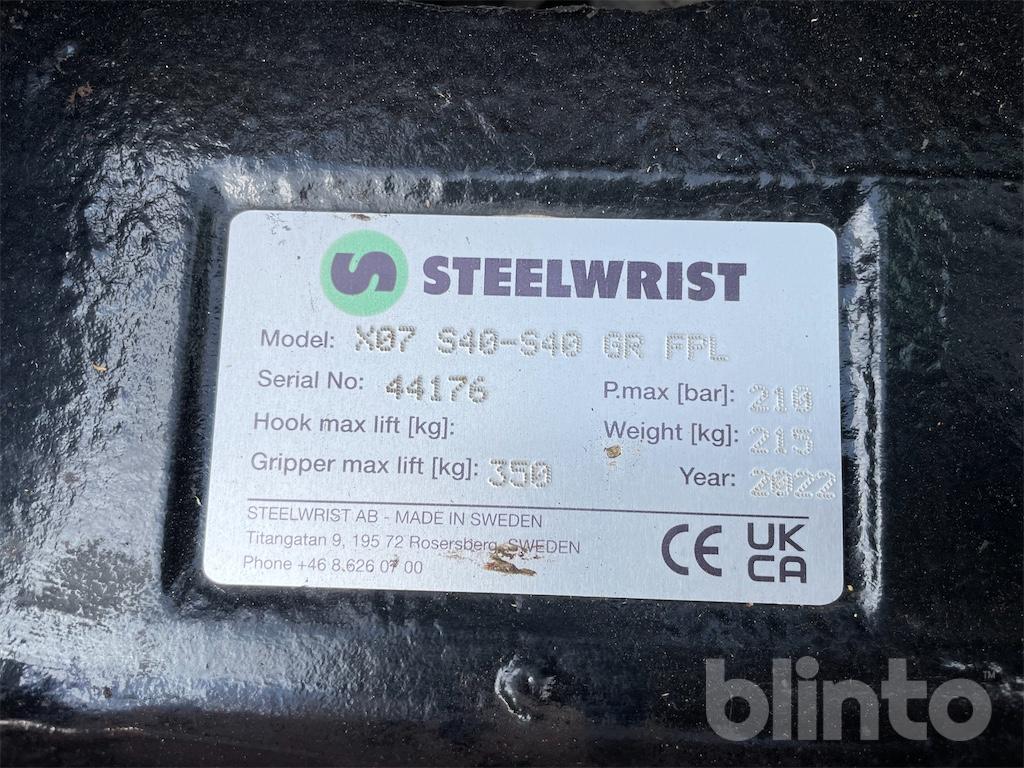 STEELWRIST
Model: X07 S40-S40 GR FPL
Serial No: 44176
P.max [bar]: 210
Hook max lift [kg]:
Weight [kg]: 215
Gripper max lift [kg]: 350
Year: 2022
STEELWRIST AB - MADE IN SWEDEN
Titangatan 9, 195 72 Rosersberg, SWEDEN
Phone +46 8.626 07 00
CE
UK
CA
blinto™